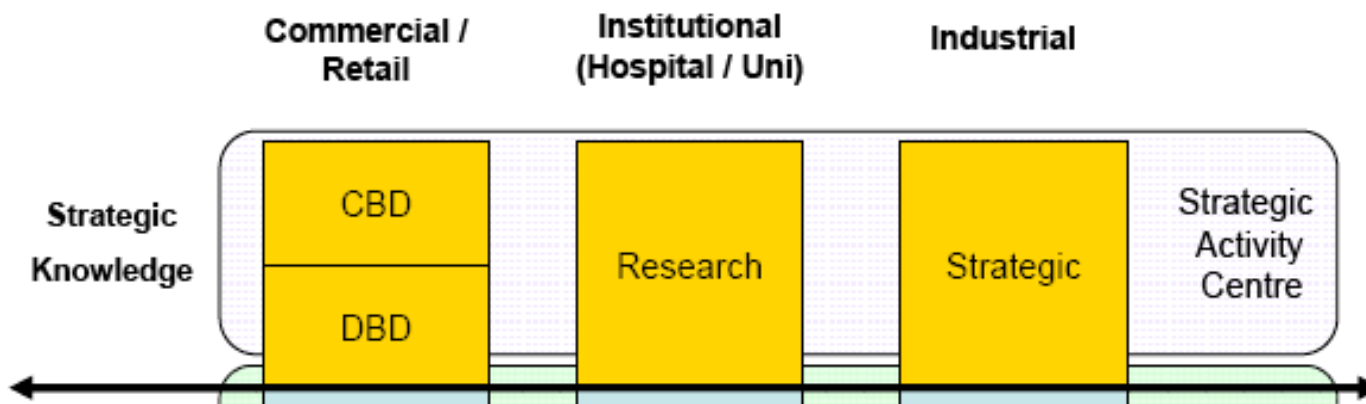 Commercial /
Retail
Institutional
(Hospital / Uni)
Industrial
Strategic
Knowledge
CBD
DBD
Research
Strategic
Strategic
Activity
Centre